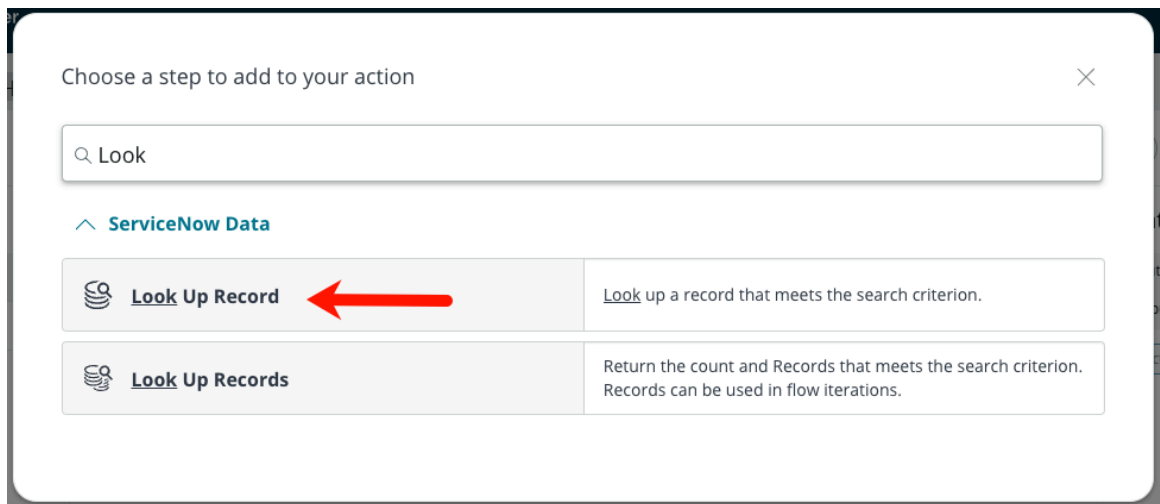 Choose a step to add to your action
Look
ServiceNow Data
Look Up Record
Look up a record that meets the search criterion.
Look Up Records
Return the count and Records that meets the search criterion.
Records can be used in flow iterations.